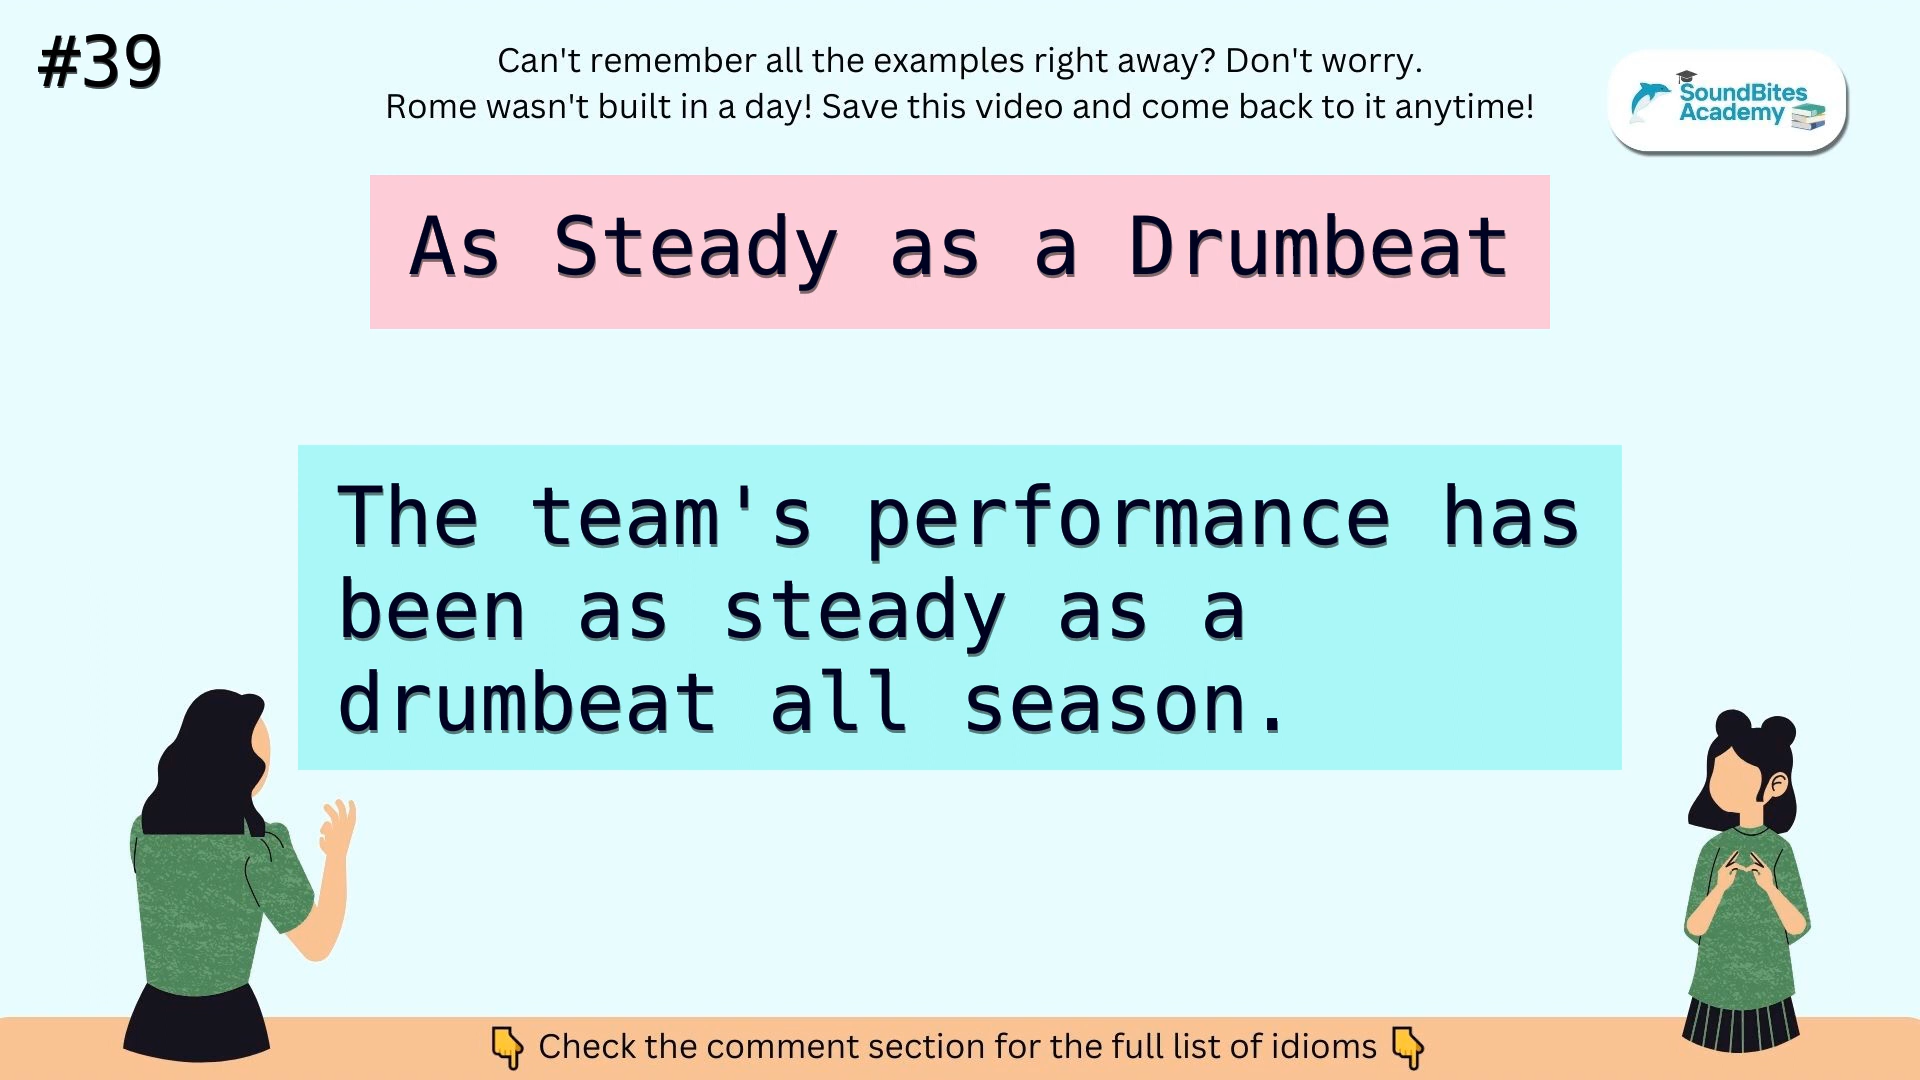 #39
Can't remember all the examples right away? Don't worry.
Rome wasn't built in a day! Save this video and come back to it anytime!
SoundBites
Academy
As Steady as a Drumbeat
The team's performance has
been as steady as a
drumbeat all season.
👇 Check the comment section for the full list of idioms 👇